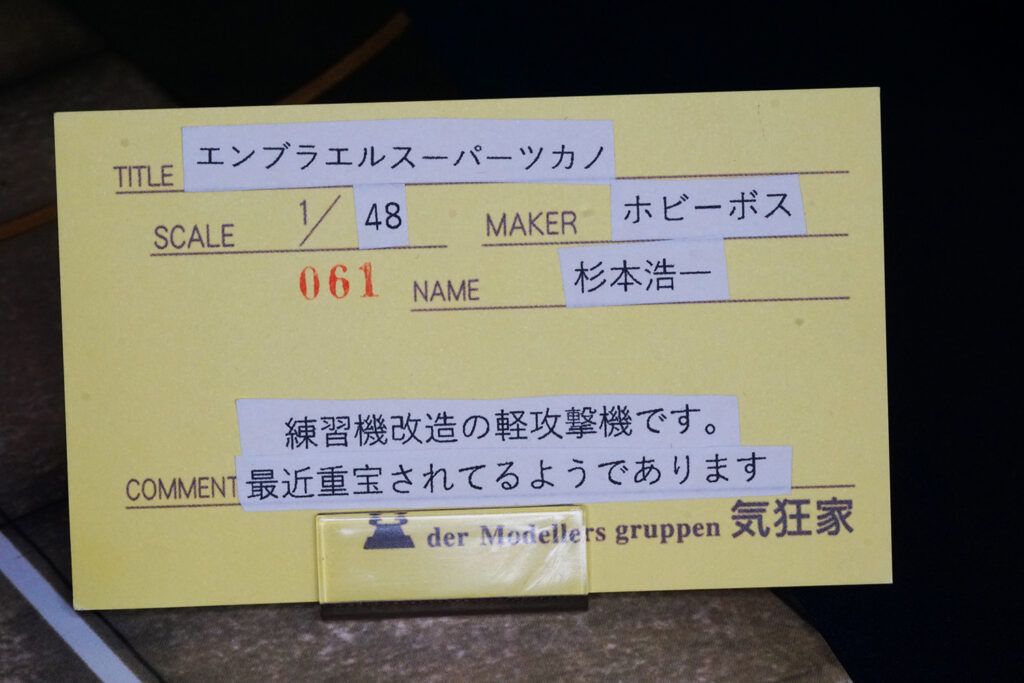 TITLE エンブラエルスーパーツカノ
SCALE 1/48 MAKER ホビーボス
061 NAME 杉本浩一
練習機改造の軽攻撃機です。
COMMENT 最近重宝されてるようであります
der Modellers gruppen 気狂家